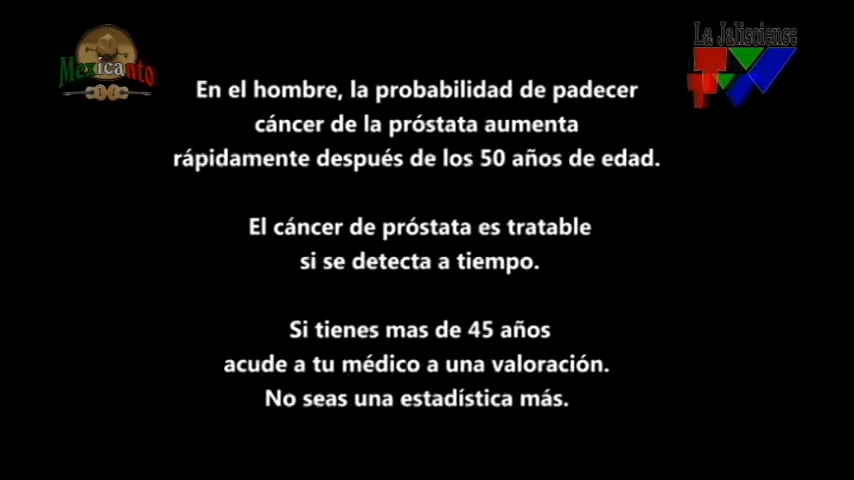 Mexicanto
La Jalisciense
TV
En el hombre, la probabilidad de padecer
cáncer de la próstata aumenta
rápidamente después de los 50 años de edad.
El cáncer de próstata es tratable
si se detecta a tiempo.
Si tienes mas de 45 años
acude a tu médico a una valoración.
No seas una estadística más.